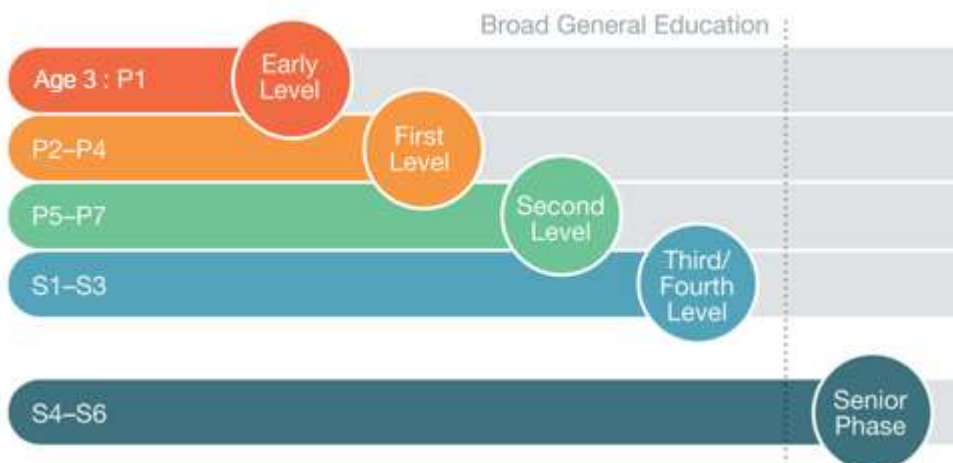 Broad General Education
Age 3 : P1
Early
Level
P2–P4
First
Level
P5–P7
Second
Level
S1–S3
Third/
Fourth
Level
S4–S6
Senior
Phase